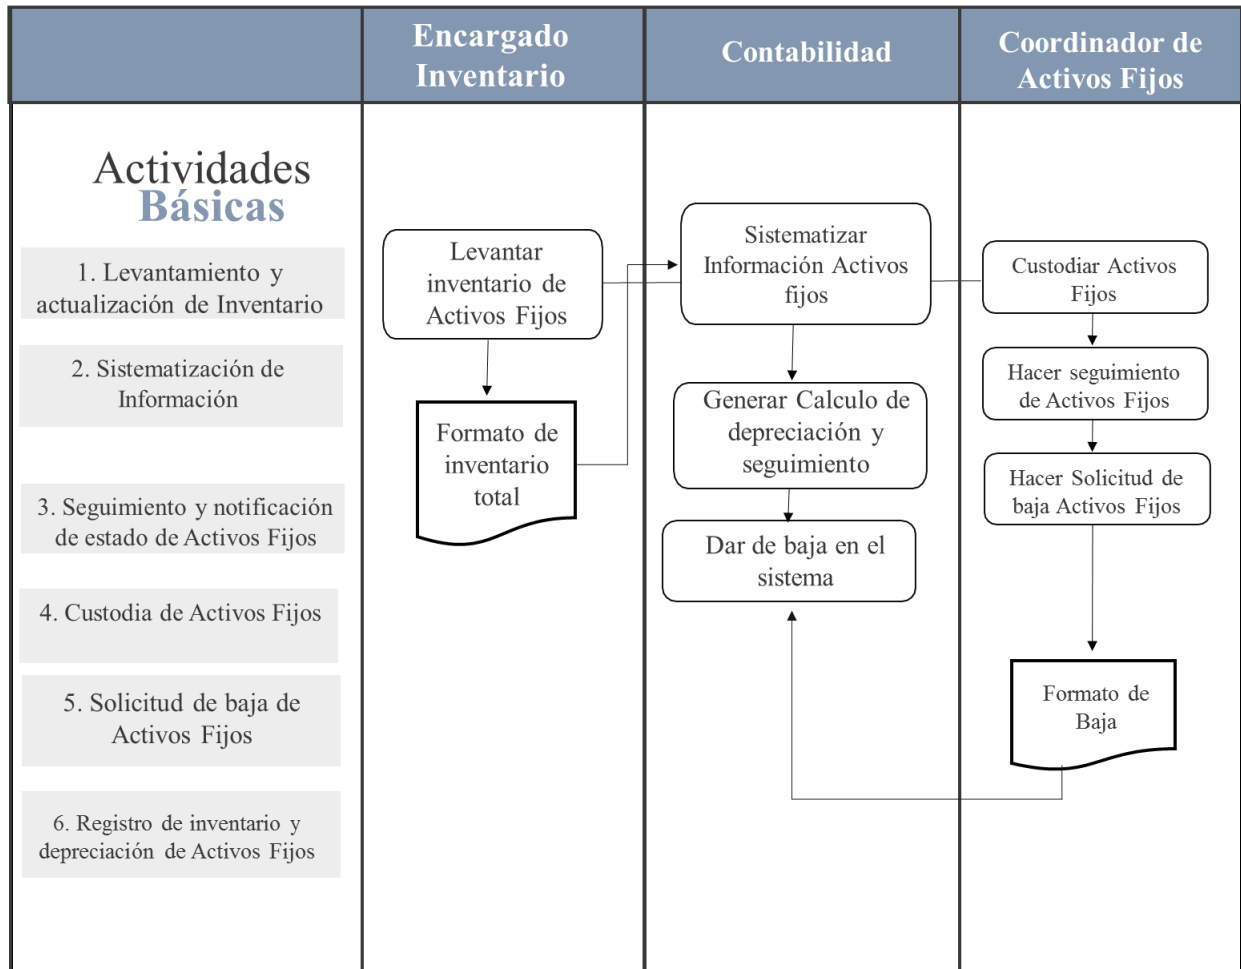 Encargado
Inventario
Contabilidad
Coordinador de
Activos Fijos
Actividades
Básicas
1. Levantamiento y
actualización de Inventario
2. Sistematización de
Información
3. Seguimiento y notificación
de estado de Activos Fijos
4. Custodia de Activos Fijos
5. Solicitud de baja de
Activos Fijos
6. Registro de inventario y
depreciación de Activos Fijos
Levantar
inventario de
Activos Fijos
Formato de
inventario
total
Sistematizar
Información Activos
fijos
Generar Calculo de
depreciación y
seguimiento
Dar de baja en el
sistema
Custodiar Activos
Fijos
Hacer seguimiento
de Activos Fijos
Hacer Solicitud de
baja Activos Fijos
Formato de
Baja